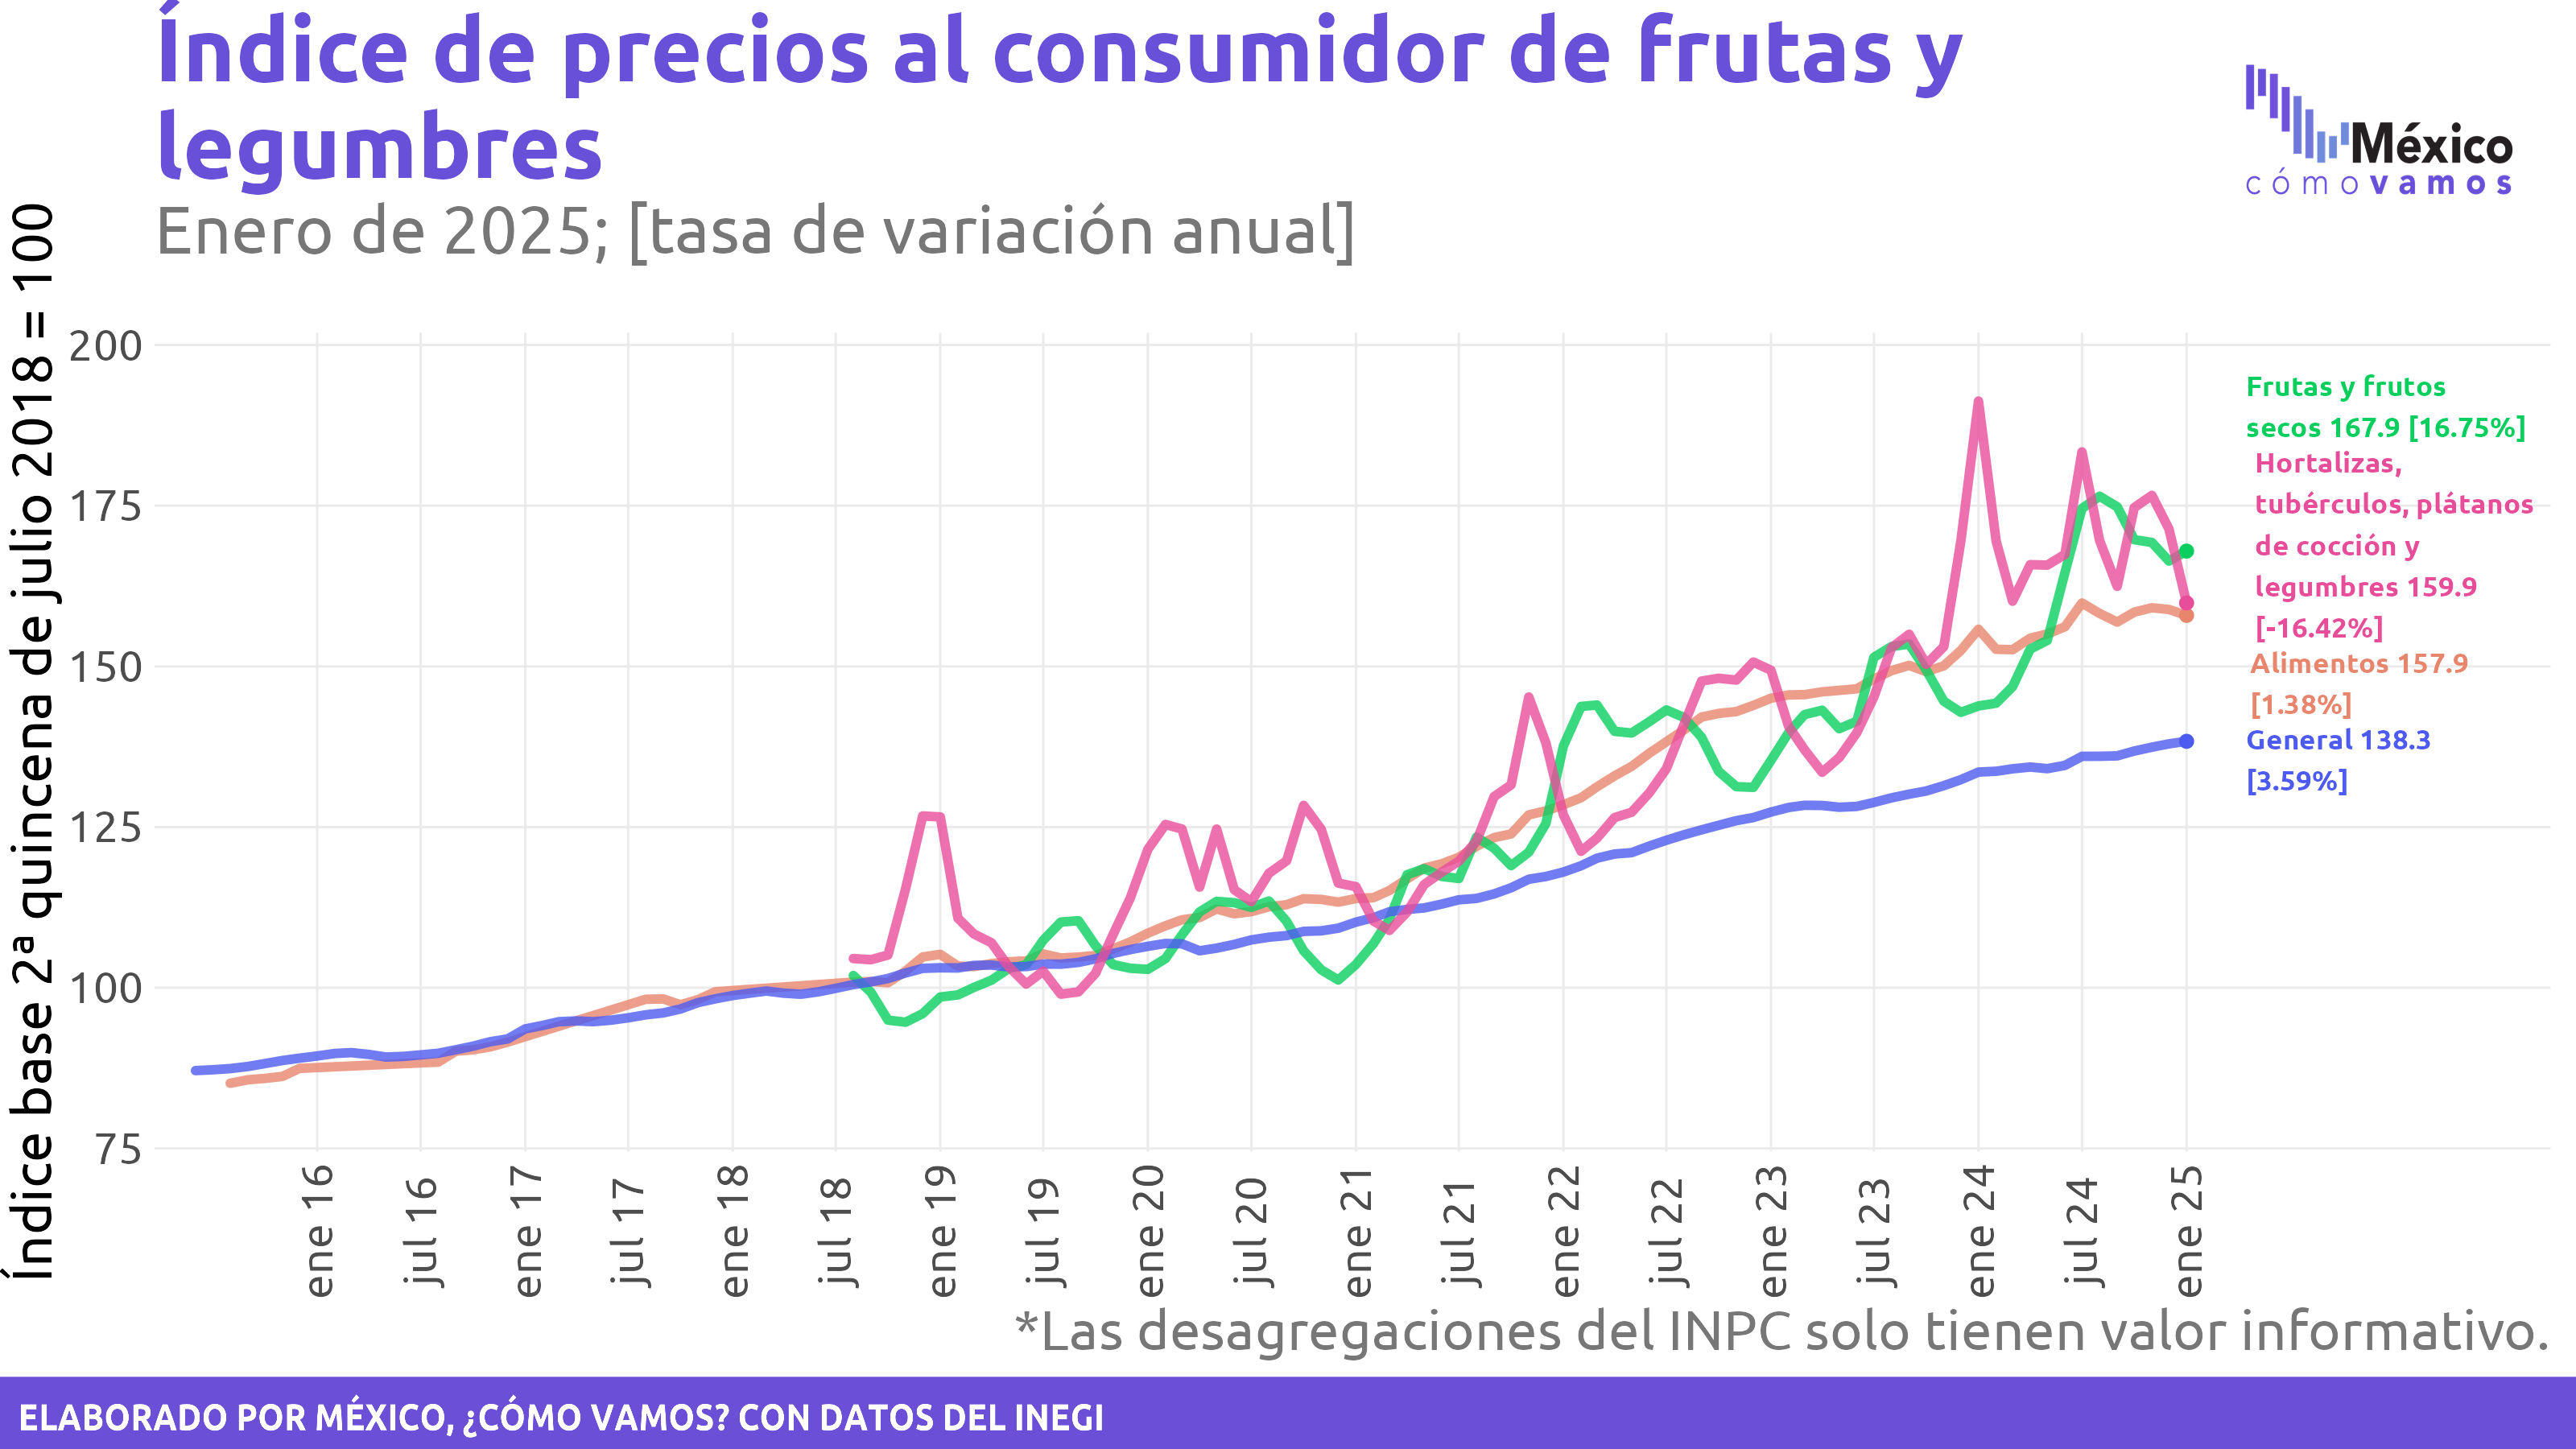 Índice de precios al consumidor de frutas y
legumbres
Enero de 2025; [tasa de variación anual]
México
cómo vamos
Índice base 2ª quincena de julio 2018 = 100
200
175
150
125
100
75
Frutas y frutos
secos 167.9 [16.75%]
Hortalizas,
tubérculos, plátanos
de cocción y
legumbres 159.9
[-16.42%]
Alimentos 157.9
[1.38%]
General 138.3
[3.59%]
ene 16
jul 16
ene 17
jul 17
ene 18
jul 18
ene 19
jul 19
ene 20
jul 20
ene 21
jul 21
ene 22
jul 22
ene 23
jul 23
ene 24
jul 24
ene 25
*Las desagregaciones del INPC solo tienen valor informativo.
ELABORADO POR MÉXICO, ¿CÓMO VAMOS? CON DATOS DEL INEGI